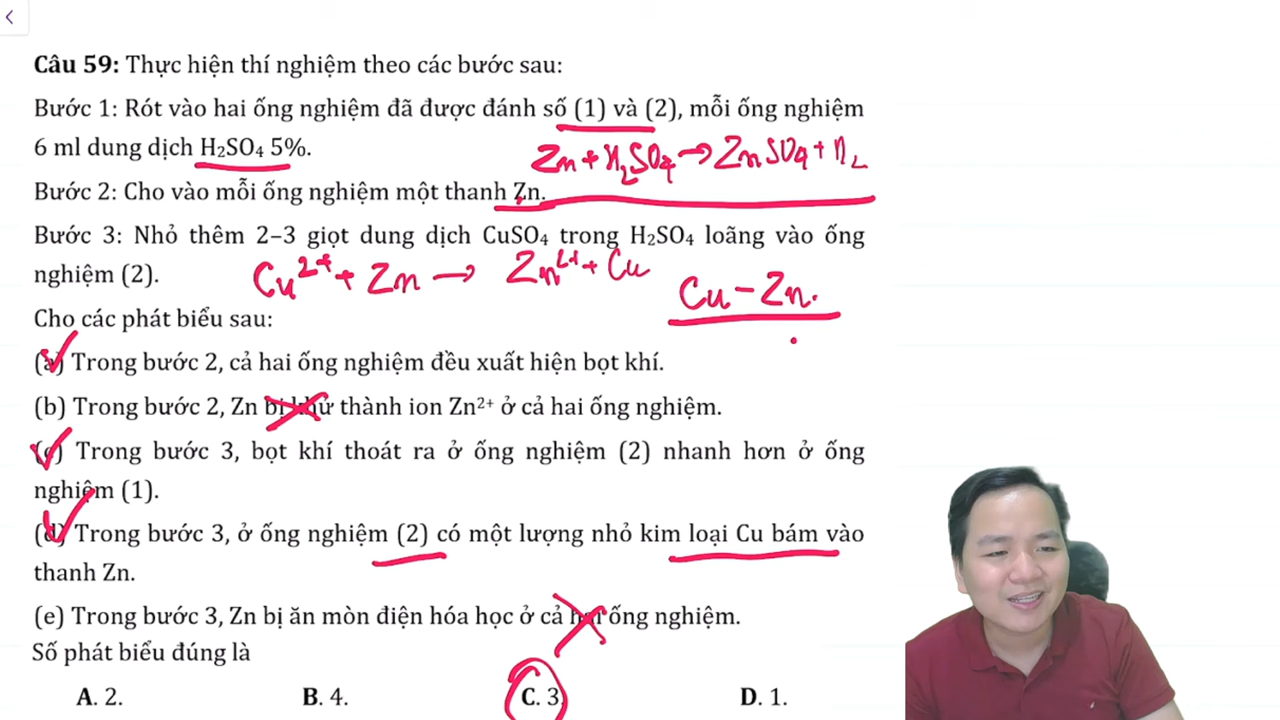 Câu 59: Thực hiện thí nghiệm theo các bước sau:
Bước 1: Rót vào hai ống nghiệm đã được đánh số (1) và (2), mỗi ống nghiệm
6 ml dung dịch H₂SO₄ 5%.
Zn + H₂SO₄ → ZnSO₄ + H₂
Bước 2: Cho vào mỗi ống nghiệm một thanh Zn.
Bước 3: Nhỏ thêm 2–3 giọt dung dịch CuSO₄ trong H₂SO₄ loãng vào ống
nghiệm (2).
Cu²⁺ + Zn → Zn²⁺ + Cu
Cu – Zn.
Cho các phát biểu sau:
(a) Trong bước 2, cả hai ống nghiệm đều xuất hiện bọt khí.
(b) Trong bước 2, Zn bị khử thành ion Zn²⁺ ở cả hai ống nghiệm.
(c) Trong bước 3, bọt khí thoát ra ở ống nghiệm (2) nhanh hơn ở ống
nghiệm (1).
(d) Trong bước 3, ở ống nghiệm (2) có một lượng nhỏ kim loại Cu bám vào
thanh Zn.
(e) Trong bước 3, Zn bị ăn mòn điện hóa học ở cả hai ống nghiệm.
Số phát biểu đúng là
A. 2. B. 4. C. 3. D. 1.